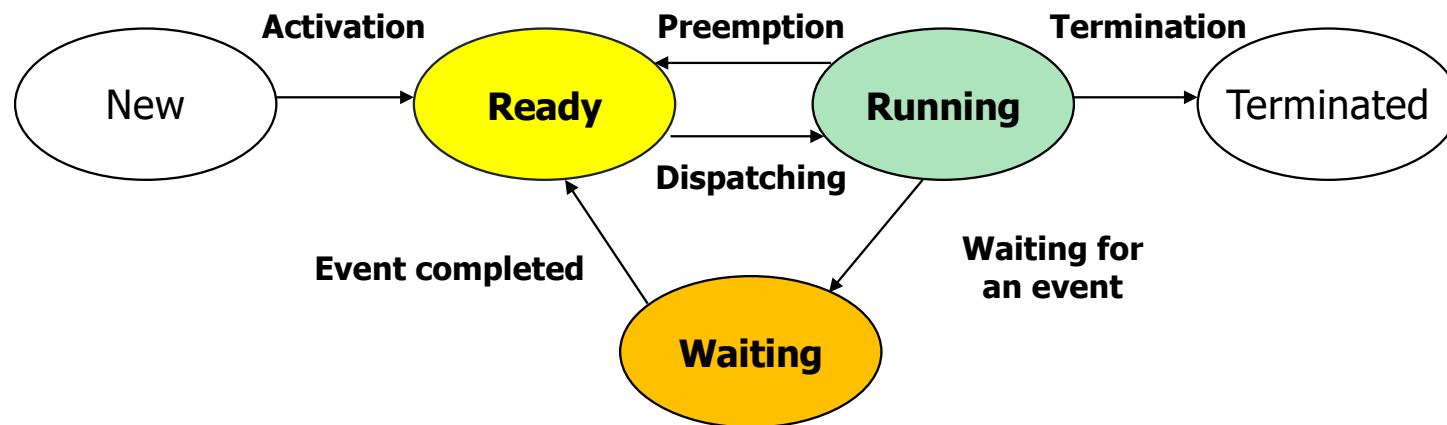 Activation
Preemption
Termination
New
Ready
Running
Terminated
Dispatching
Event completed
Waiting for
an event
Waiting